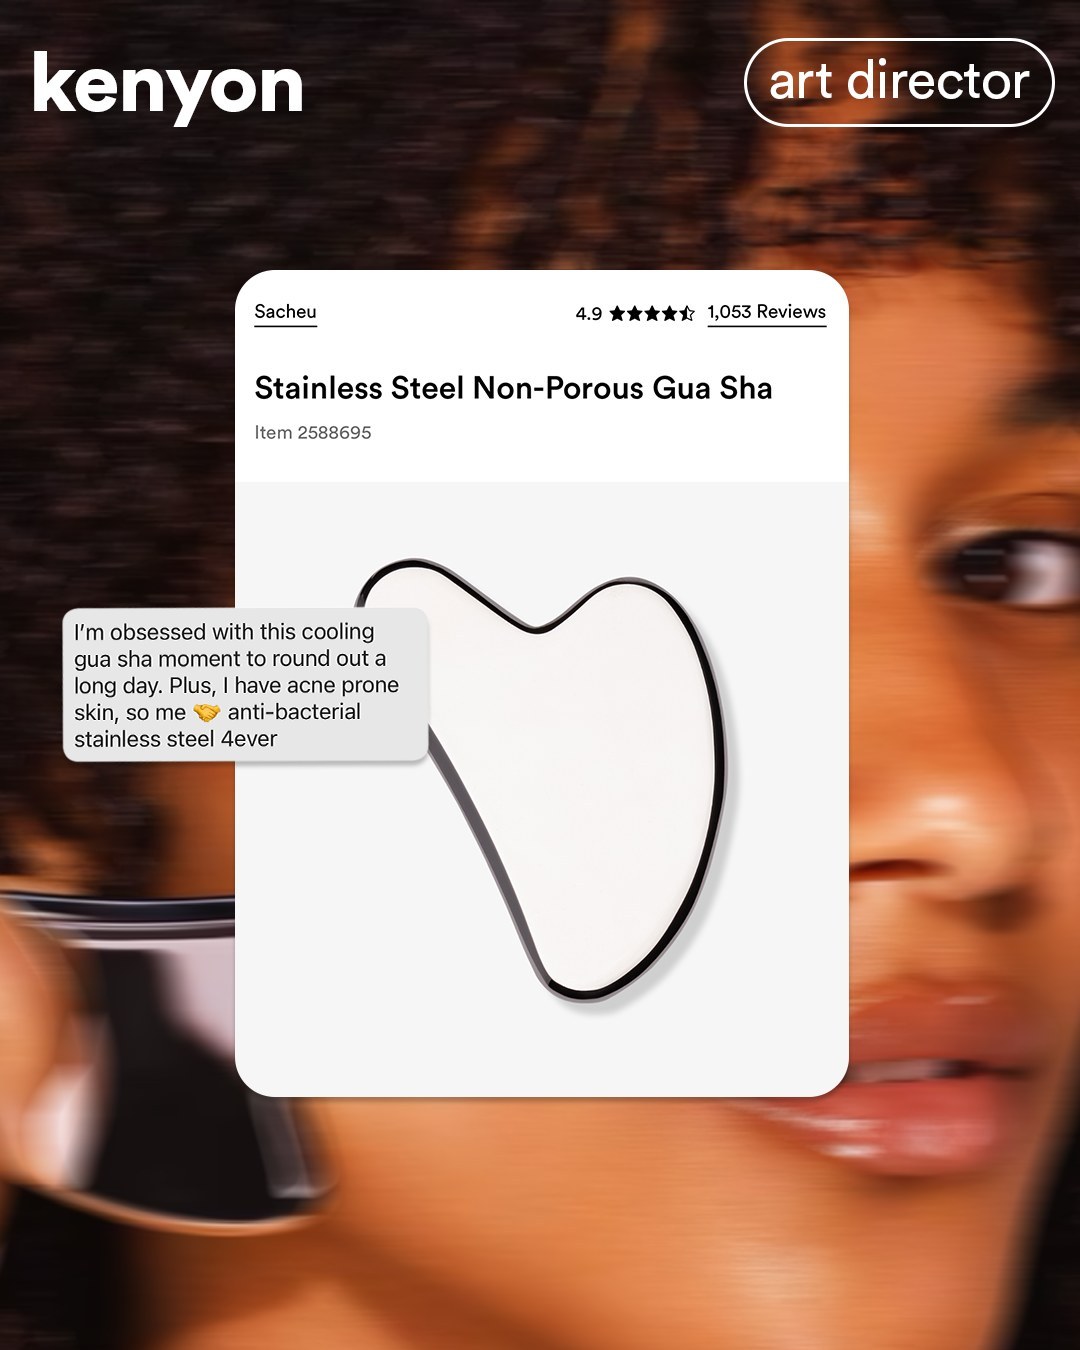 kenyon
art director
Sacheu
4.9 ★★★★⯪ 1,053 Reviews
Stainless Steel Non-Porous Gua Sha
Item 2588695
I’m obsessed with this cooling
gua sha moment to round out a
long day. Plus, I have acne prone
skin, so me 🤝 anti-bacterial
stainless steel 4ever